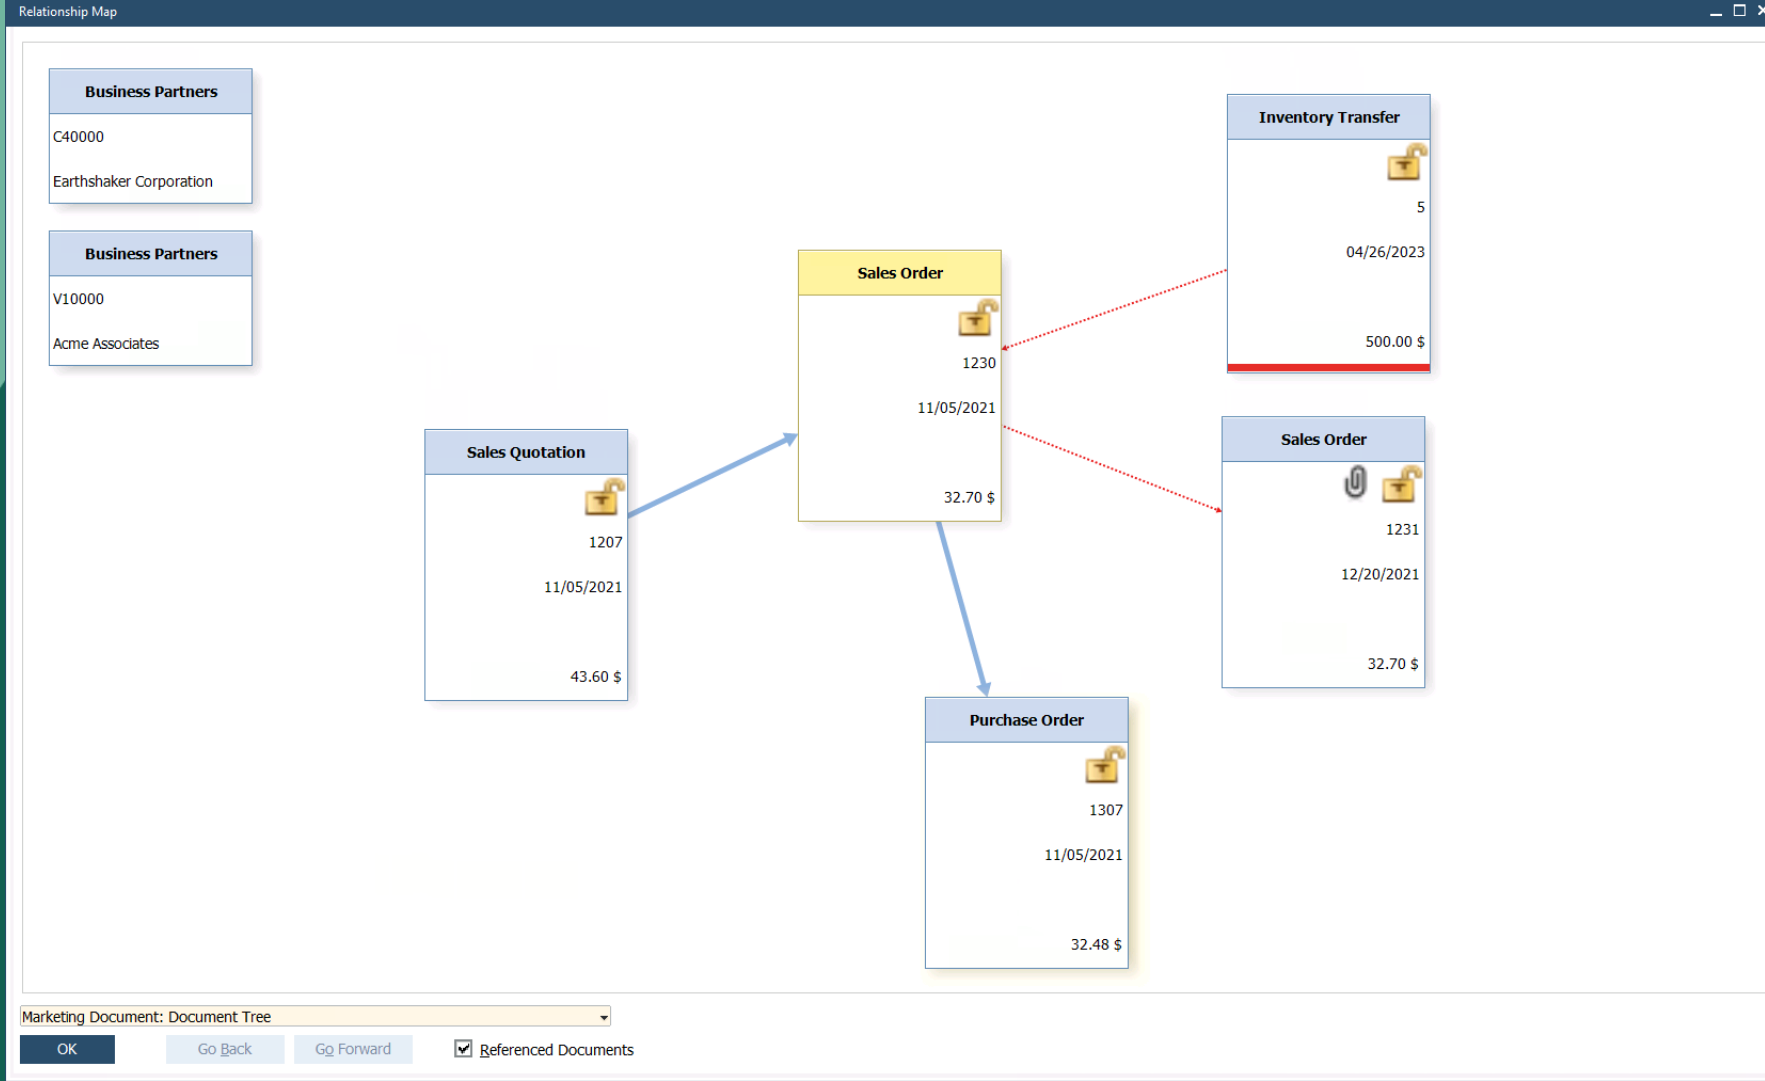 Relationship Map
Business Partners
C40000
Earthshaker Corporation
Business Partners
V10000
Acme Associates
Sales Quotation
1207
11/05/2021
43.60 $
Sales Order
1230
11/05/2021
32.70 $
Purchase Order
1307
11/05/2021
32.48 $
Inventory Transfer
5
04/26/2023
500.00 $
Sales Order
1231
12/20/2021
32.70 $
Marketing Document: Document Tree
OK
Go Back
Go Forward
Referenced Documents